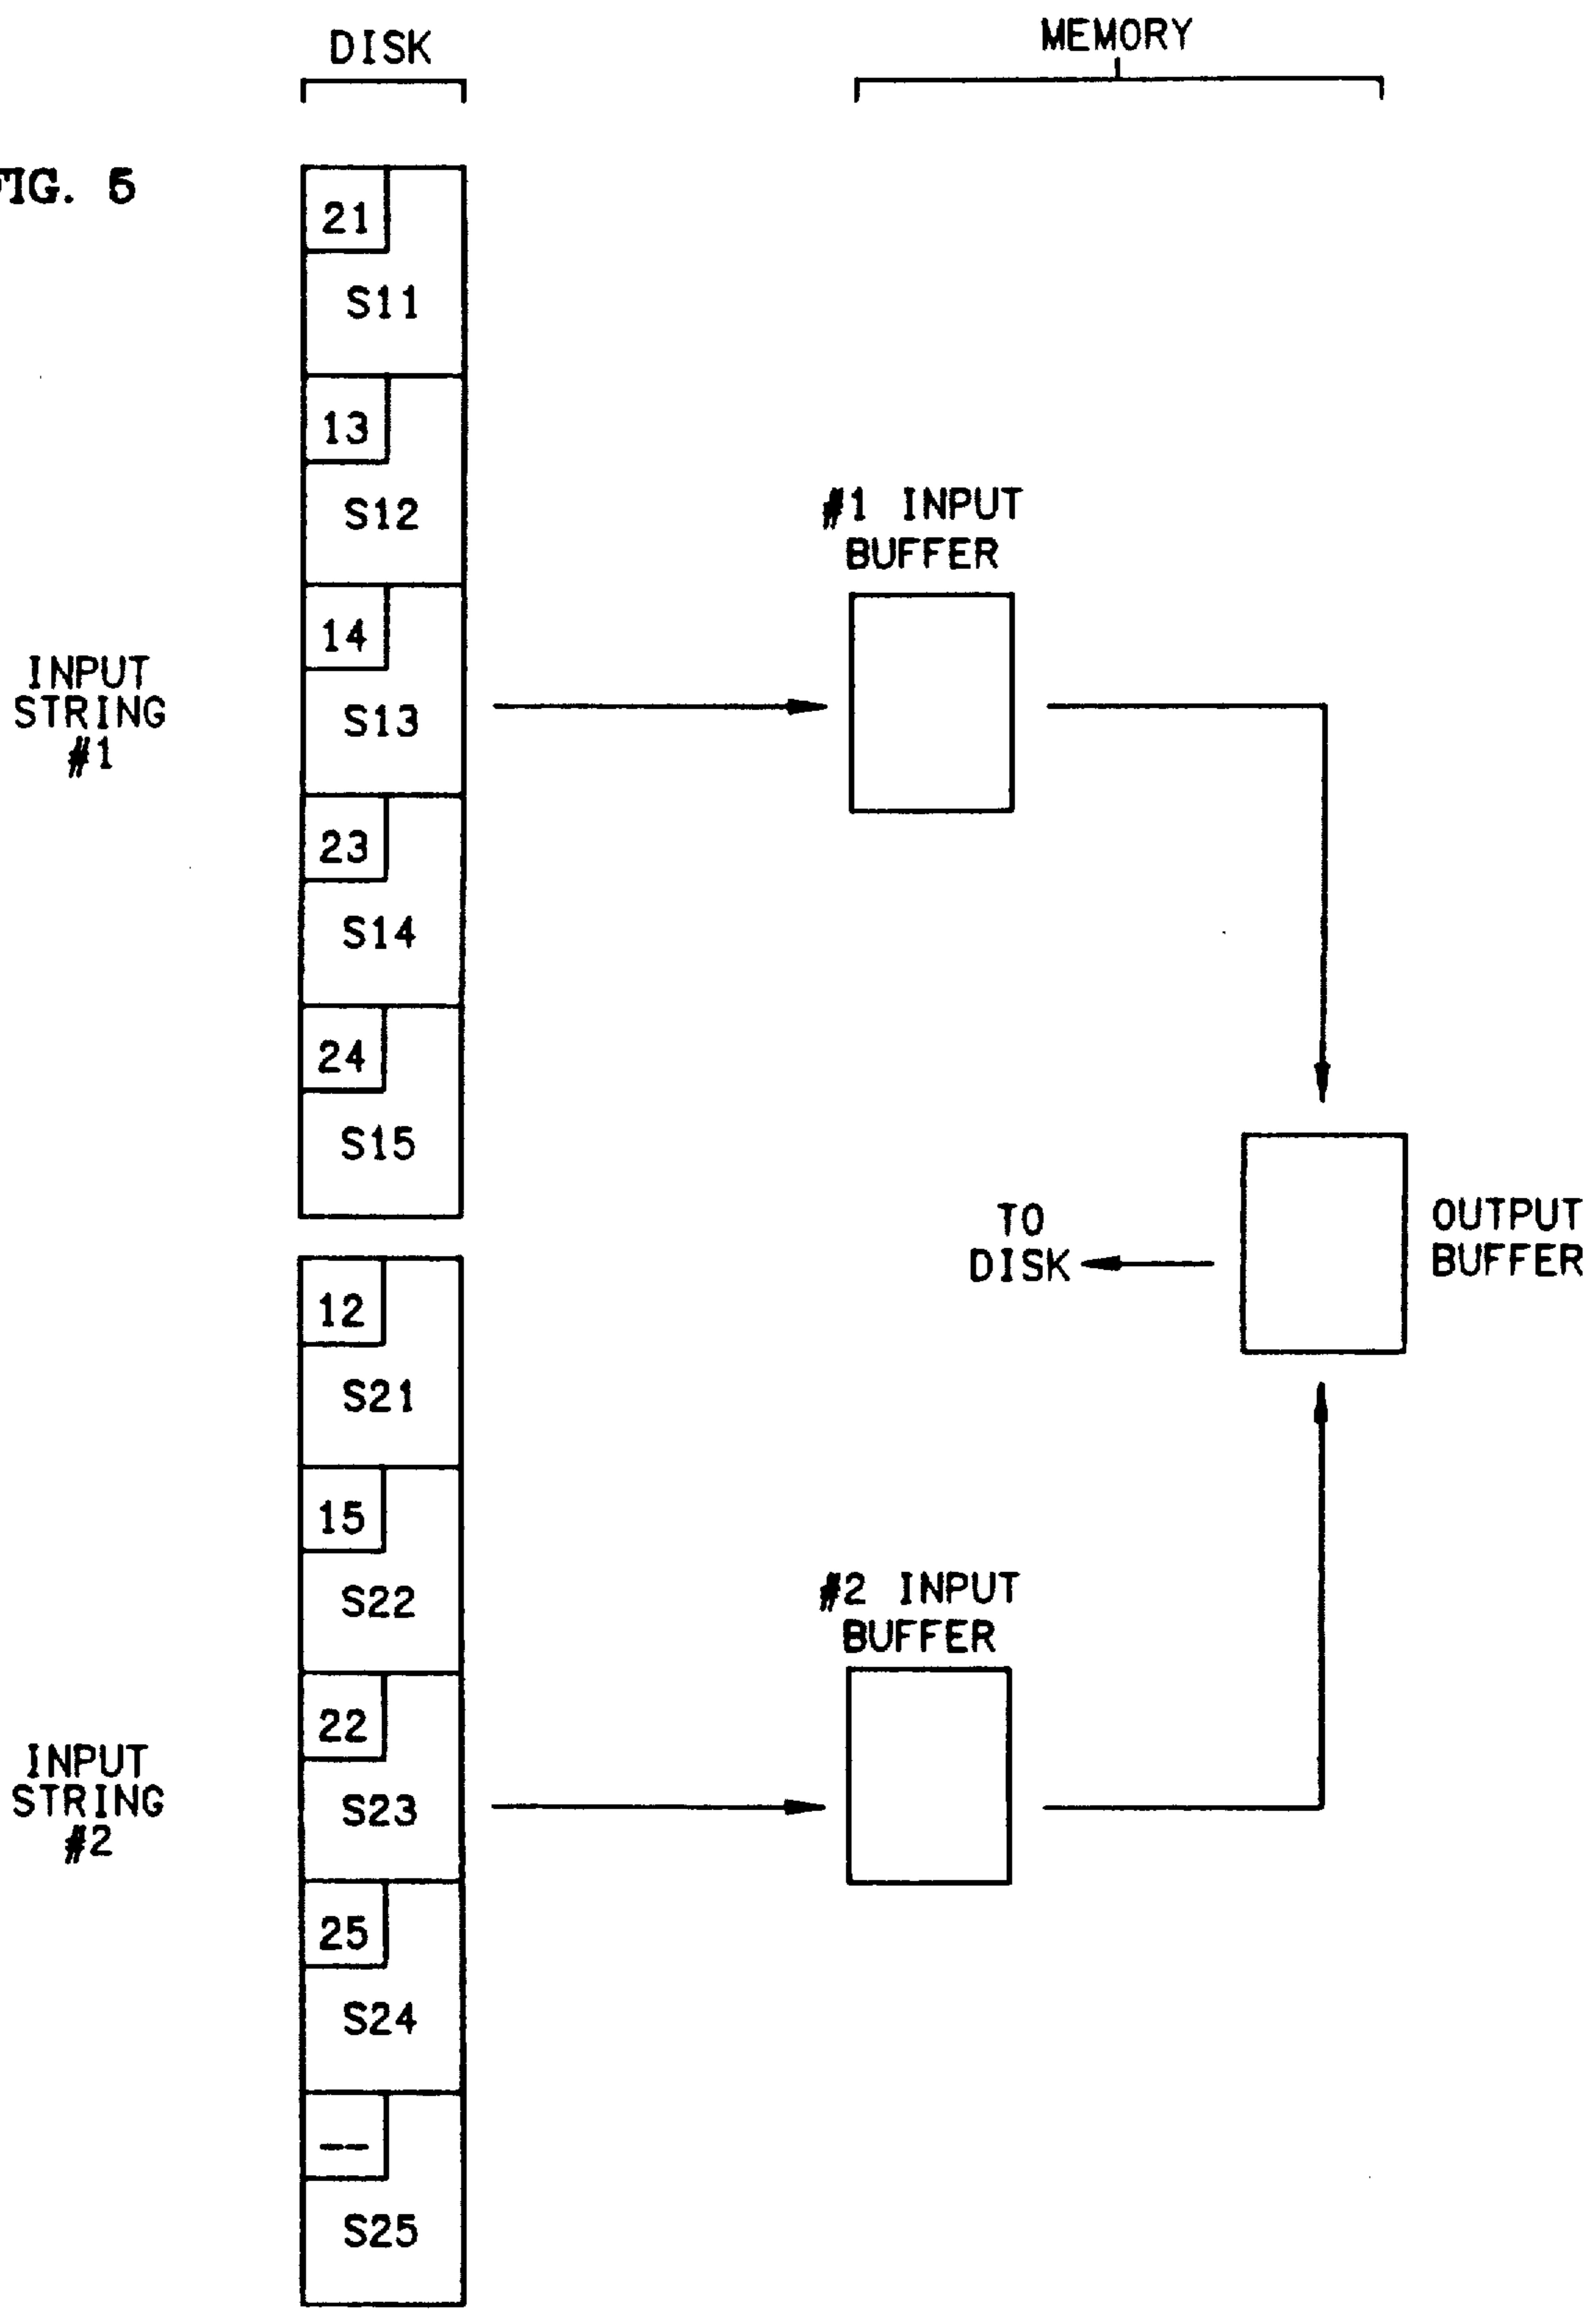 DISK
MEMORY
FIG. 5
21
S11
13
S12
14
S13
23
S14
24
S15
INPUT
STRING
#1
#1 INPUT
BUFFER
TO
DISK
OUTPUT
BUFFER
12
S21
15
S22
22
S23
25
S24
--
S25
INPUT
STRING
#2
#2 INPUT
BUFFER